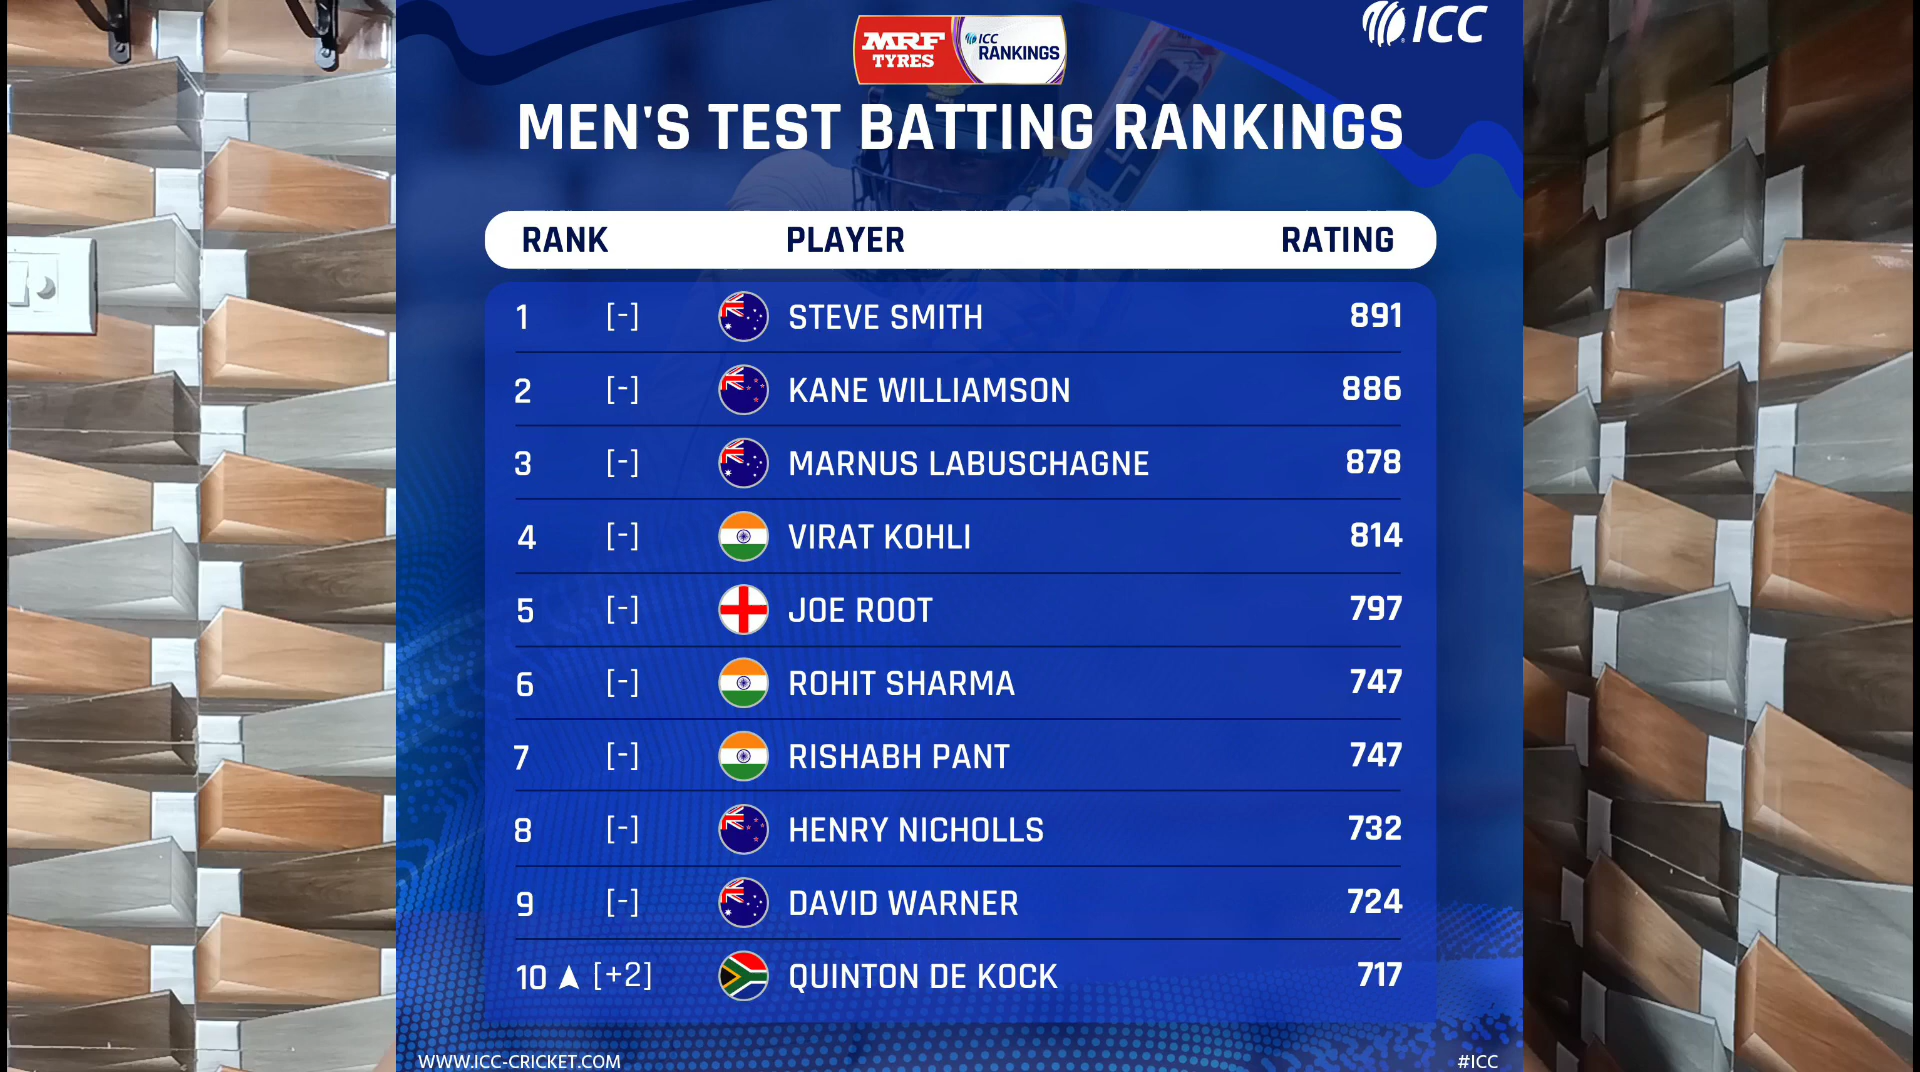 ICC
MRF
TYRES
ICC
RANKINGS
MEN'S TEST BATTING RANKINGS
RANK PLAYER RATING
1 [-] STEVE SMITH 891
2 [-] KANE WILLIAMSON 886
3 [-] MARNUS LABUSCHAGNE 878
4 [-] VIRAT KOHLI 814
5 [-] JOE ROOT 797
6 [-] ROHIT SHARMA 747
7 [-] RISHABH PANT 747
8 [-] HENRY NICHOLLS 732
9 [-] DAVID WARNER 724
10 ▲ [+2] QUINTON DE KOCK 717
WWW.ICC-CRICKET.COM #ICC